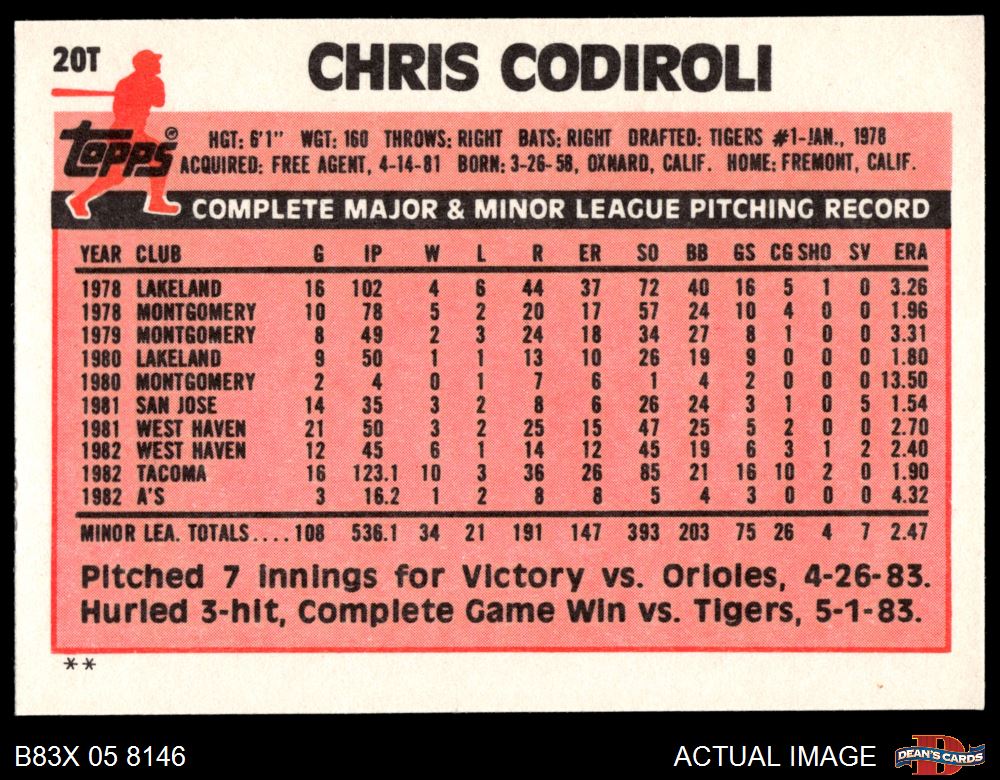 20T
CHRIS CODIROLI
Topps®
HGT: 6'1" WGT: 160 THROWS: RIGHT BATS: RIGHT DRAFTED: TIGERS #1-JAN., 1978
ACQUIRED: FREE AGENT, 4-14-81 BORN: 3-26-58, OXNARD, CALIF. HOME: FREMONT, CALIF.
COMPLETE MAJOR & MINOR LEAGUE PITCHING RECORD
YEAR CLUB G IP W L R ER SO BB GS CG SHO SV ERA
1978 LAKELAND 16 102 4 6 44 37 72 40 16 5 1 0 3.26
1978 MONTGOMERY 10 78 5 2 20 17 57 24 10 4 0 0 1.96
1979 MONTGOMERY 8 49 2 3 24 18 34 27 8 1 0 0 3.31
1980 LAKELAND 9 50 1 1 13 10 26 19 9 0 0 0 1.80
1980 MONTGOMERY 2 4 0 1 7 6 1 4 2 0 0 0 13.50
1981 SAN JOSE 14 35 3 2 8 6 26 24 3 1 0 5 1.54
1981 WEST HAVEN 21 50 3 2 25 15 47 25 5 2 0 0 2.70
1982 WEST HAVEN 12 45 6 1 14 12 45 19 6 3 1 2 2.40
1982 TACOMA 16 123.1 10 3 36 26 85 21 16 10 2 0 1.90
1982 A'S 3 16.2 1 2 8 8 5 4 3 0 0 0 4.32
MINOR LEA. TOTALS....108 536.1 34 21 191 147 393 203 75 26 4 7 2.47
Pitched 7 innings for Victory vs. Orioles, 4-26-83.
Hurled 3-hit, Complete Game Win vs. Tigers, 5-1-83.
**
B83X 05 8146
ACTUAL IMAGE
D
DEAN'S CARDS